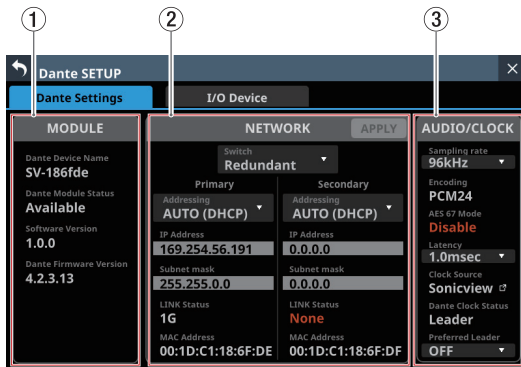 ① ② ③
Dante SETUP
Dante Settings I/O Device
MODULE
Dante Device Name
SV-186fde
Dante Module Status
Available
Software Version
1.0.0
Dante Firmware Version
4.2.3.13
NETWORK APPLY
Switch
Redundant
Primary Secondary
Addressing Addressing
AUTO (DHCP) AUTO (DHCP)
IP Address IP Address
169.254.56.191 0.0.0.0
Subnet mask Subnet mask
255.255.0.0 0.0.0.0
LINK Status LINK Status
1G None
MAC Address MAC Address
00:1D:C1:18:6F:DE 00:1D:C1:18:6F:DF
AUDIO/CLOCK
Sampling rate
96kHz
Encoding
PCM24
AES 67 Mode
Disable
Latency
1.0msec
Clock Source
Sonicview
Dante Clock Status
Leader
Preferred Leader
OFF